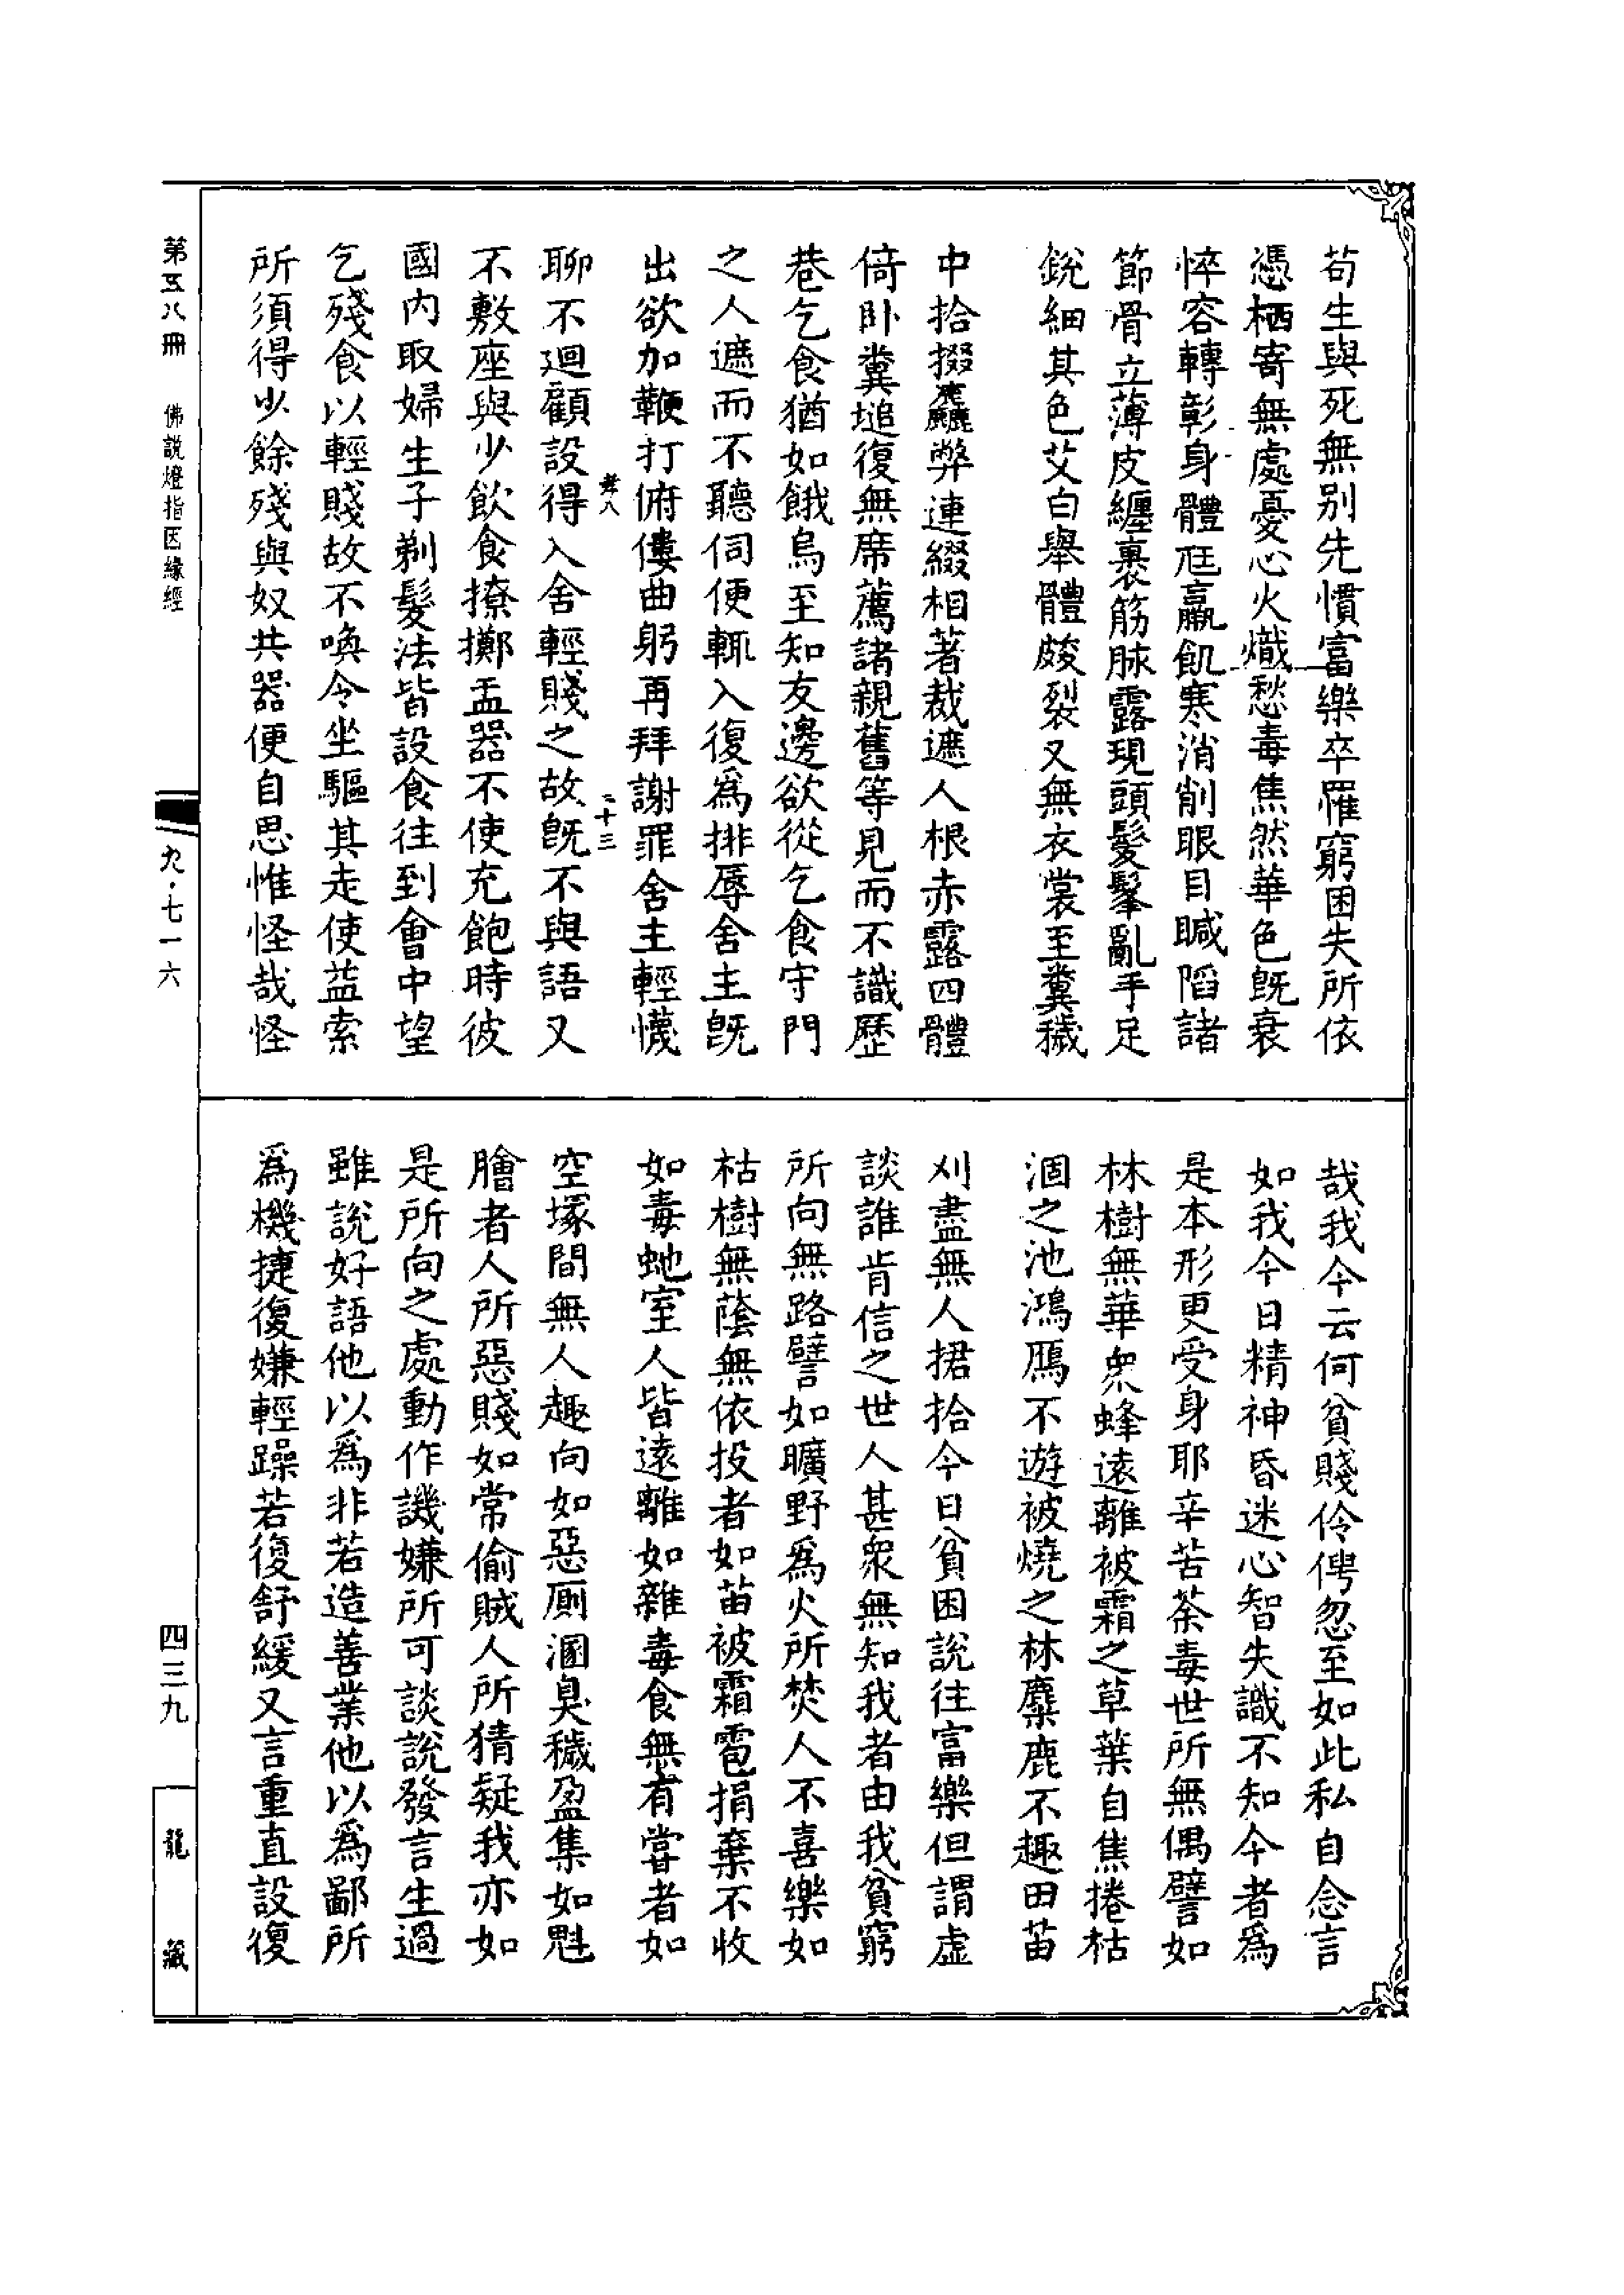 苟生與死無别先慣富樂卒罹窮困失所依
憑栖寄無處憂心火熾愁毒焦然華色旣衰
悴容轉彰身體尫羸飢寒消削眼目瞤陷諸
節骨立薄皮纏裹筋脉露現頭髮髼亂手足
銳細其色艾白舉體皴裂又無衣裳至糞穢
中拾掇麤弊連綴相著裁遮人根赤露四體
倚卧糞塠復無席薦諸親舊等見而不識歷
巷乞食猶如餓烏至知友邊欲從乞食守門
之人遮而不聽伺便輒入復爲排辱舍主旣
出欲加鞭打俯僂曲躬再拜謝罪舍主輕懱
孝八
二十三
聊不迴顧設得入舍輕賤之故旣不與語又
不敷座與少飲食撩擲盂器不使充飽時彼
國内取婦生子剃髮法皆設食往到會中望
乞殘食以輕賤故不喚令坐驅其走使益索
所須得少餘殘與奴共器便自思惟怪哉怪
哉我今云何貧賤伶俜忽至如此私自念言
如我今日精神昏迷心智失識不知今者爲
是本形更受身耶辛苦荼毒世所無偶譬如
林樹無華衆蜂遠離被霜之草葉自焦捲枯
涸之池鴻鴈不遊被燒之林麋鹿不趣田苗
刈盡無人捃拾今日貧困說往富樂但謂虛
談誰肯信之世人甚衆無知我者由我貧窮
所向無路譬如曠野爲火所焚人不喜樂如
枯樹無蔭無依投者如苗被霜雹捐棄不收
如毒虵室人皆遠離如雜毒食無有甞者如
空塚間無人趣向如惡厠溷臭穢盈集如魁
膾者人所惡賤如常偷賊人所猜疑我亦如
是所向之處動作譏嫌所可談說發言生過
雖說好語他以爲非若造善業他以爲鄙所
爲機捷復嫌輕躁若復舒緩又言重直設復
第五八冊 佛說燈指因緣經
九·七一六
四三九
龍藏